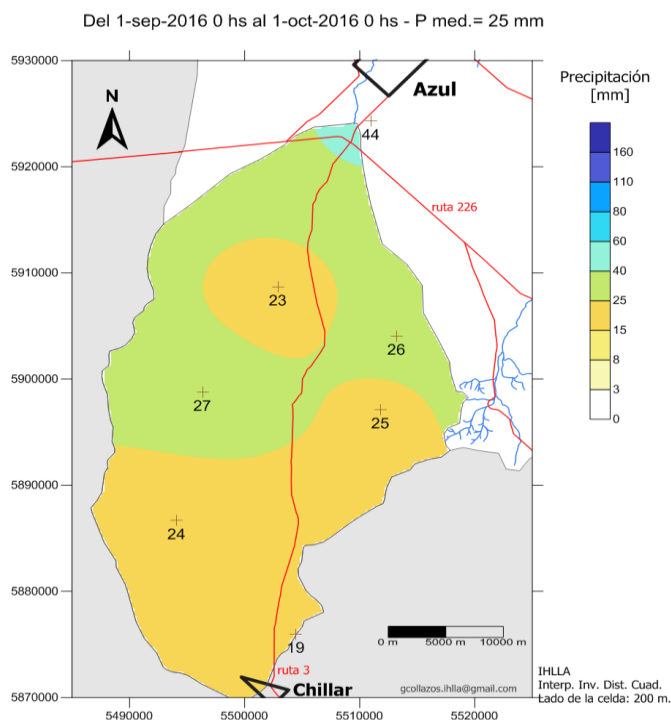 Del 1-sep-2016 0 hs al 1-oct-2016 0 hs - P med.= 25 mm
5930000
5920000
5910000
5900000
5890000
5880000
5870000
5490000
5500000
5510000
5520000
N
Azul
44
ruta 226
23
26
27
25
24
19
ruta 3
Chillar
0 m
5000 m
10000 m
gcollazos.ihlla@gmail.com
Precipitación
[mm]
160
110
80
60
40
25
15
8
3
0
IHLLA
Interp. Inv. Dist. Cuad.
Lado de la celda: 200 m.